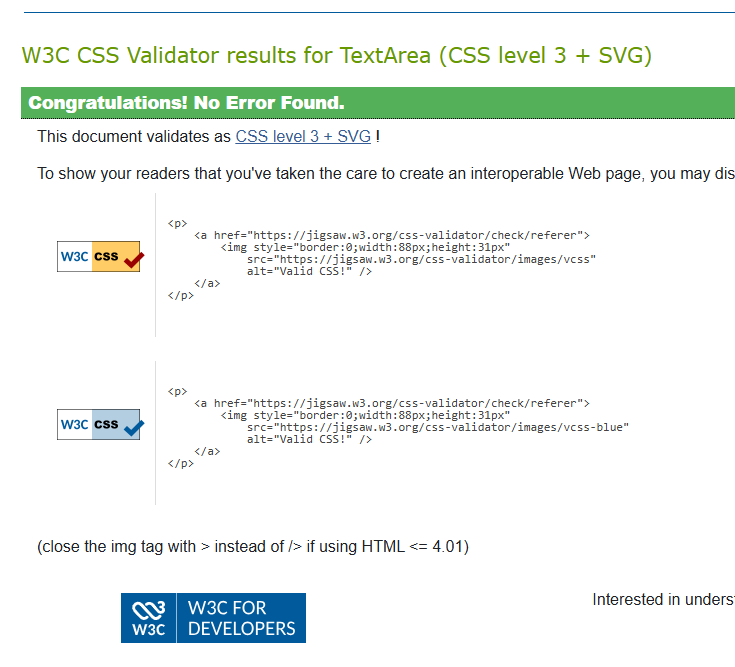 W3C CSS Validator results for TextArea (CSS level 3 + SVG)
Congratulations! No Error Found.
This document validates as CSS level 3 + SVG !
To show your readers that you've taken the care to create an interoperable Web page, you may dis
W3C css
<p>
<a href="https://jigsaw.w3.org/css-validator/check/referer">
<img style="border:0;width:88px;height:31px"
src="https://jigsaw.w3.org/css-validator/images/vcss"
alt="Valid CSS!" />
</a>
</p>
W3C css
<p>
<a href="https://jigsaw.w3.org/css-validator/check/referer">
<img style="border:0;width:88px;height:31px"
src="https://jigsaw.w3.org/css-validator/images/vcss-blue"
alt="Valid CSS!" />
</a>
</p>
(close the img tag with > instead of /> if using HTML <= 4.01)
W3C
W3C FOR
DEVELOPERS
Interested in unders